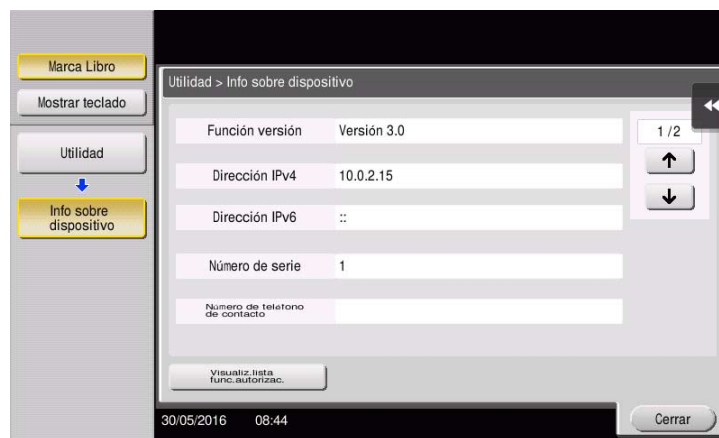 Marca Libro
Mostrar teclado
Utilidad
Info sobre
dispositivo
Utilidad > Info sobre dispositivo
Función versión Versión 3.0
1 /2
Dirección IPv4 10.0.2.15
Dirección IPv6 ::
Número de serie 1
Número de teléfono
de contacto
Visualiz.lista
func.autorizac.
30/05/2016 08:44
Cerrar